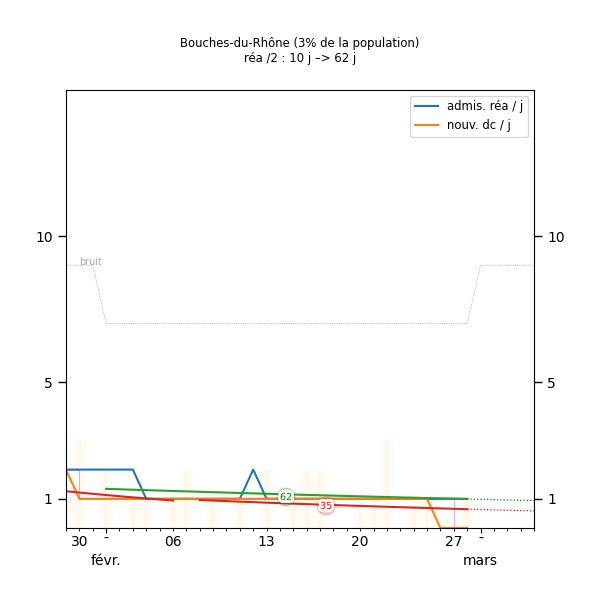 Bouches-du-Rhône (3% de la population)
réa /2 : 10 j –> 62 j
admis. réa / j
nouv. dc / j
10
10
bruit
5
5
62
35
1
1
30 - 06 13 20 27 -
févr.
mars